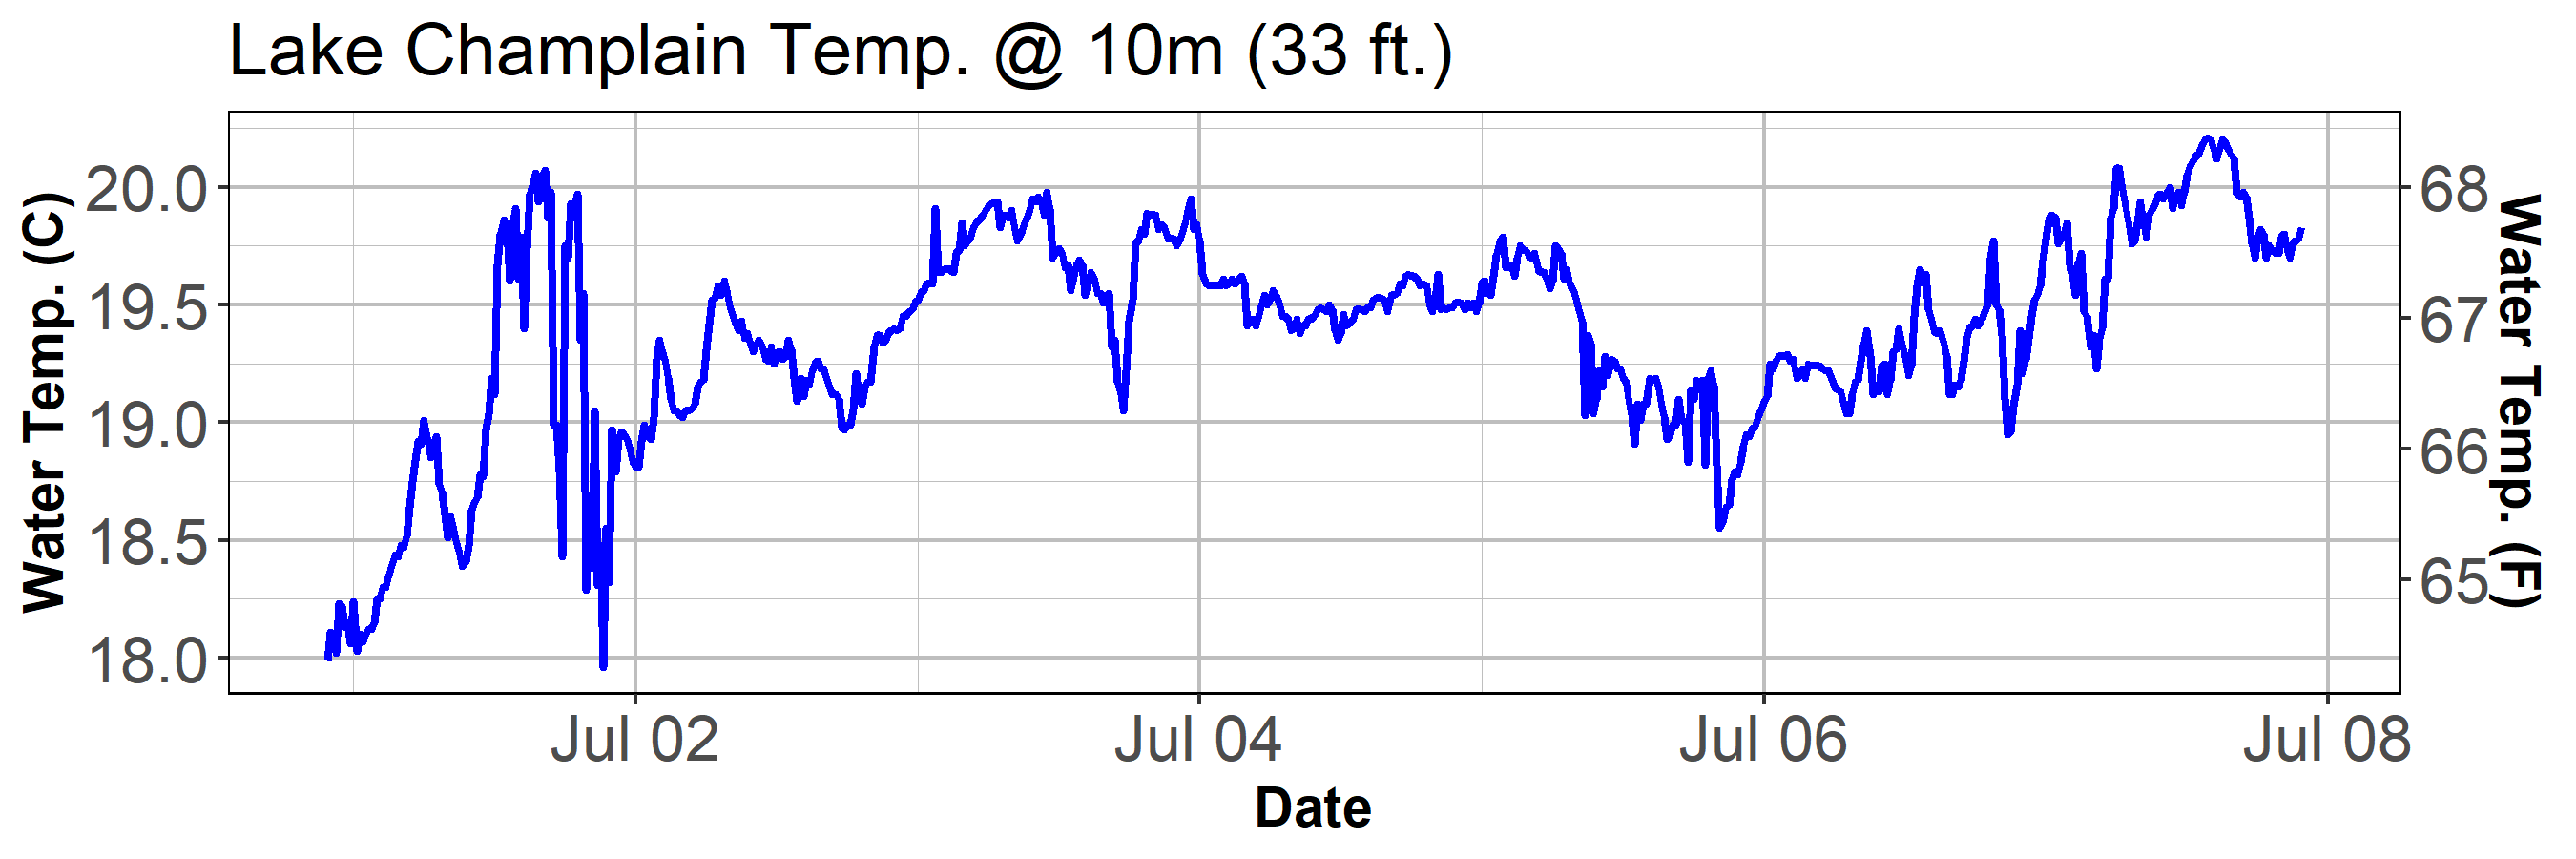 Lake Champlain Temp. @ 10m (33 ft.)
Water Temp. (C)
20.0
19.5
19.0
18.5
18.0
68
67
66
65
Water Temp. (F)
Jul 02 Jul 04 Jul 06 Jul 08
Date